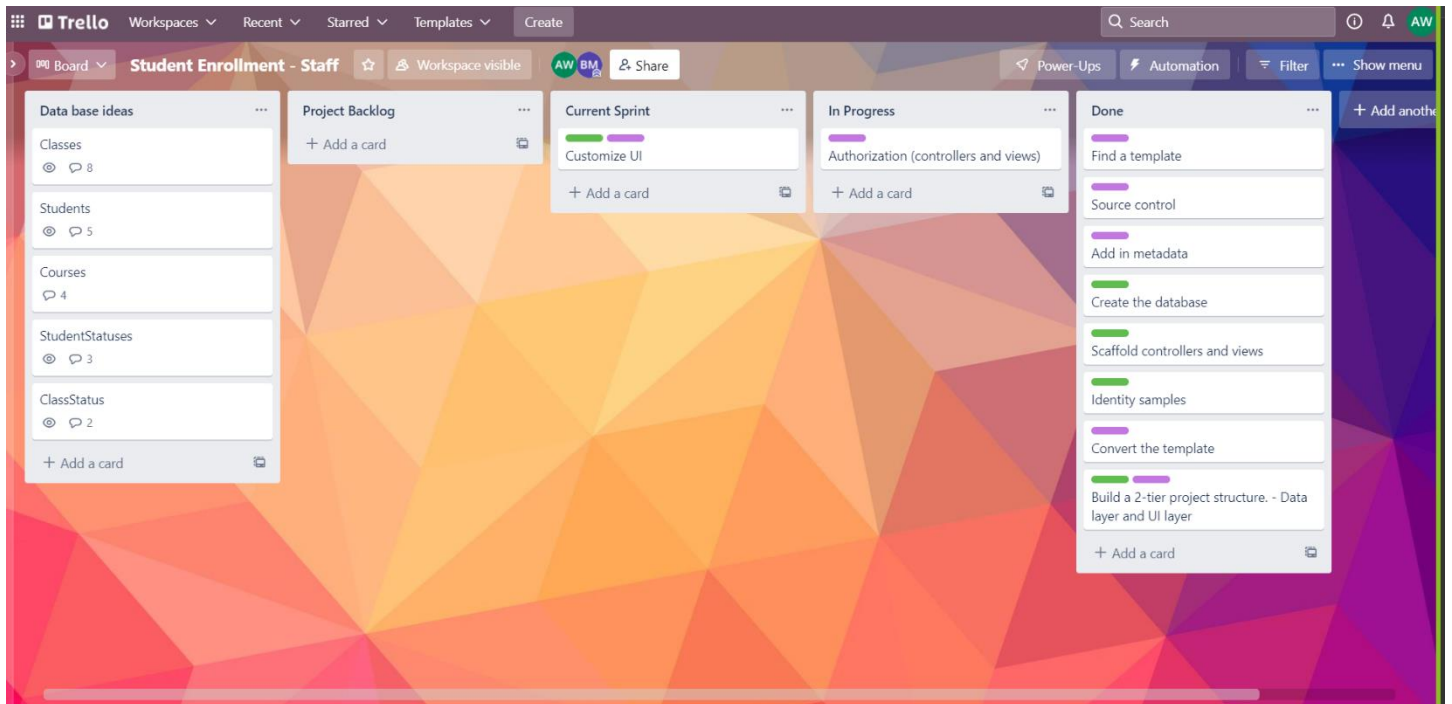 Trello Workspaces Recent Starred Templates Create Search AW
Board Student Enrollment - Staff Workspace visible AW BM Share Power-Ups Automation Filter ... Show menu
Data base ideas ...
Classes
8
Students
5
Courses
4
StudentStatuses
3
ClassStatus
2
+ Add a card
Project Backlog ...
+ Add a card
Current Sprint ...
Customize UI
+ Add a card
In Progress ...
Authorization (controllers and views)
+ Add a card
Done ...
Find a template
Source control
Add in metadata
Create the database
Scaffold controllers and views
Identity samples
Convert the template
Build a 2-tier project structure. - Data
layer and UI layer
+ Add a card
+ Add anothe